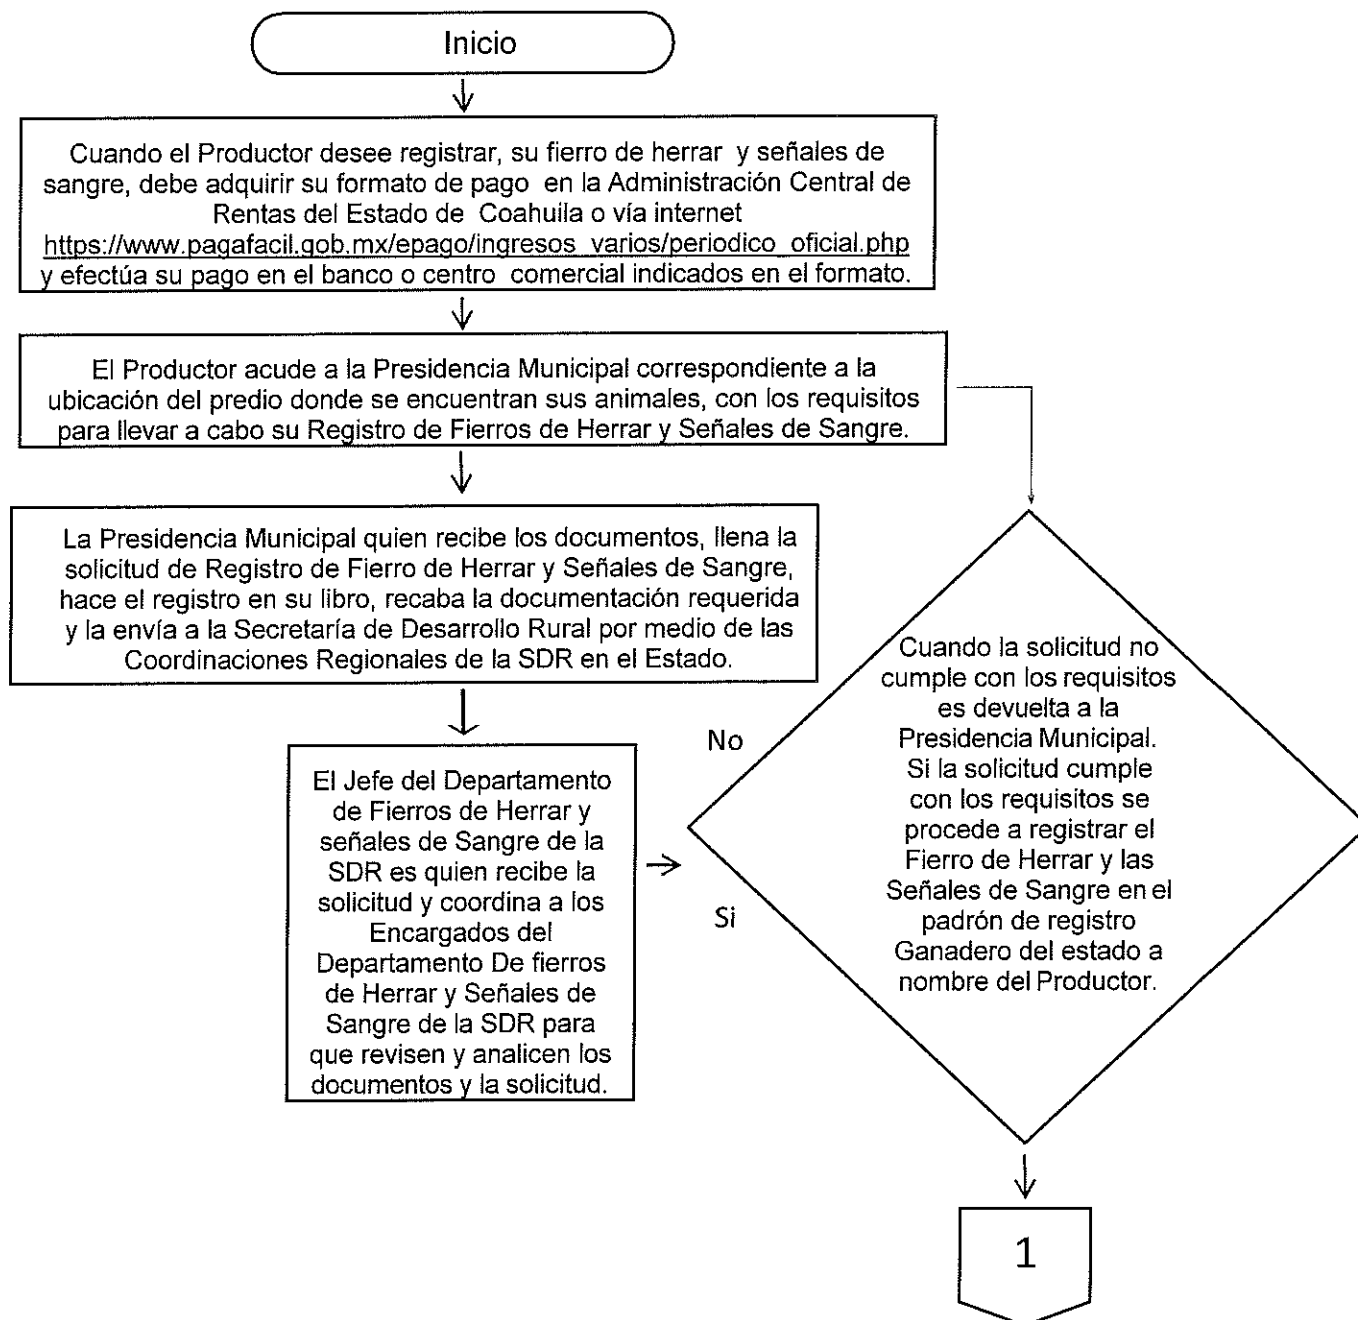 Inicio
Cuando el Productor desee registrar, su fierro de herrar y señales de
sangre, debe adquirir su formato de pago en la Administración Central de
Rentas del Estado de Coahuila o vía internet
https://www.pagafacil.gob.mx/epago/ingresos_varios/periodico_oficial.php
y efectúa su pago en el banco o centro comercial indicados en el formato.
El Productor acude a la Presidencia Municipal correspondiente a la
ubicación del predio donde se encuentran sus animales, con los requisitos
para llevar a cabo su Registro de Fierros de Herrar y Señales de Sangre.
La Presidencia Municipal quien recibe los documentos, llena la
solicitud de Registro de Fierro de Herrar y Señales de Sangre,
hace el registro en su libro, recaba la documentación requerida
y la envía a la Secretaría de Desarrollo Rural por medio de las
Coordinaciones Regionales de la SDR en el Estado.
El Jefe del Departamento
de Fierros de Herrar y
señales de Sangre de la
SDR es quien recibe la
solicitud y coordina a los
Encargados del
Departamento De fierros
de Herrar y Señales de
Sangre de la SDR para
que revisen y analicen los
documentos y la solicitud.
No
Si
Cuando la solicitud no
cumple con los requisitos
es devuelta a la
Presidencia Municipal.
Si la solicitud cumple
con los requisitos se
procede a registrar el
Fierro de Herrar y las
Señales de Sangre en el
padrón de registro
Ganadero del estado a
nombre del Productor.
1